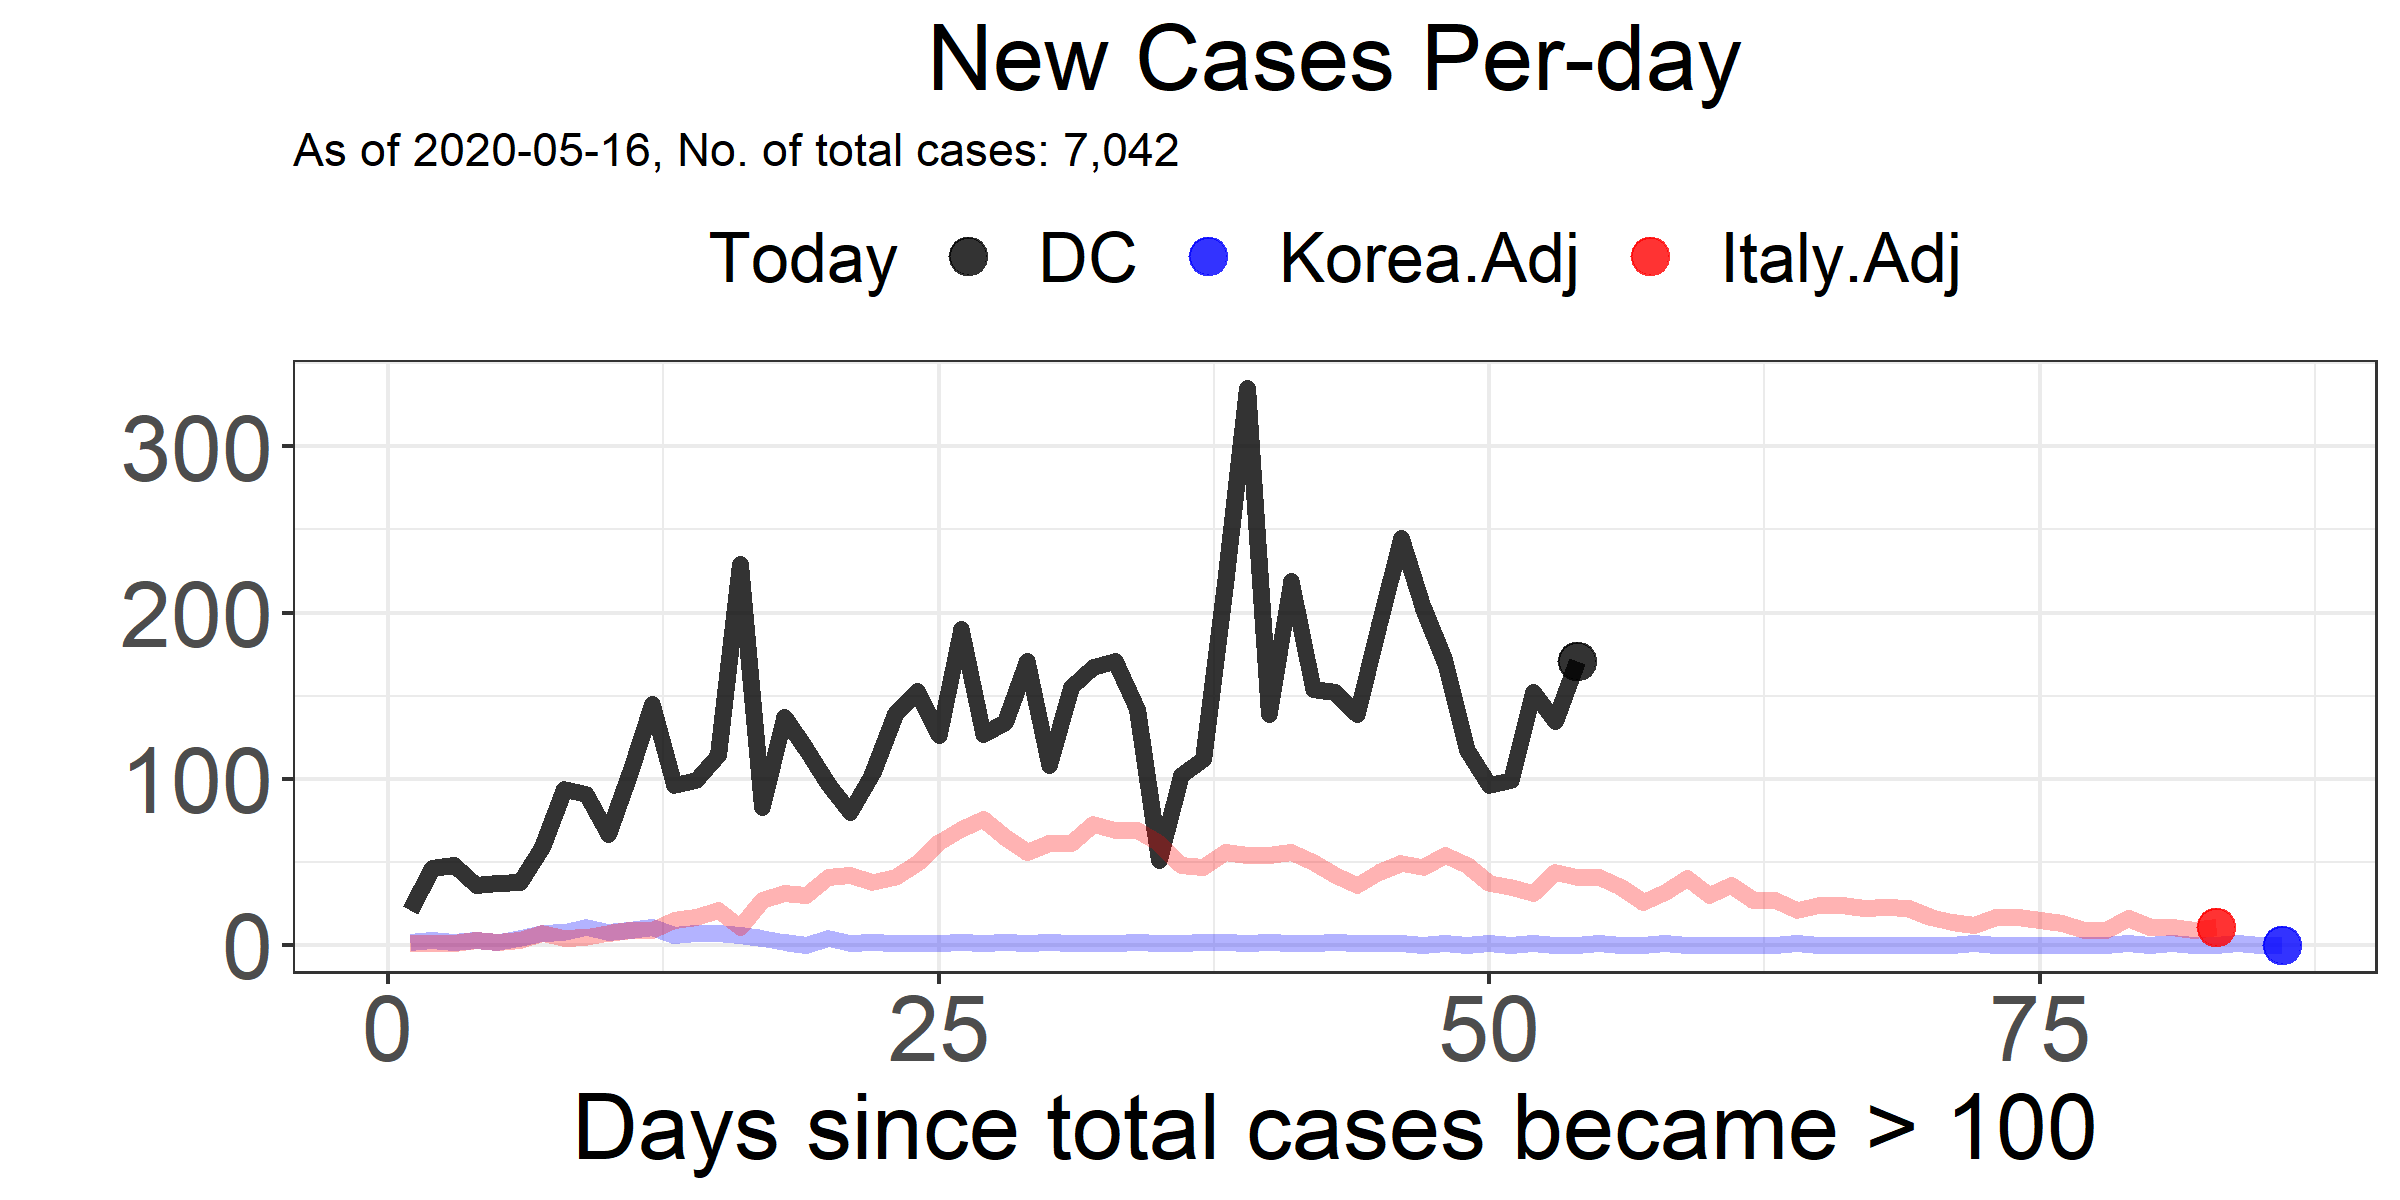 New Cases Per-day
As of 2020-05-16, No. of total cases: 7,042
Today DC Korea.Adj Italy.Adj
300
200
100
0
0 25 50 75
Days since total cases became > 100